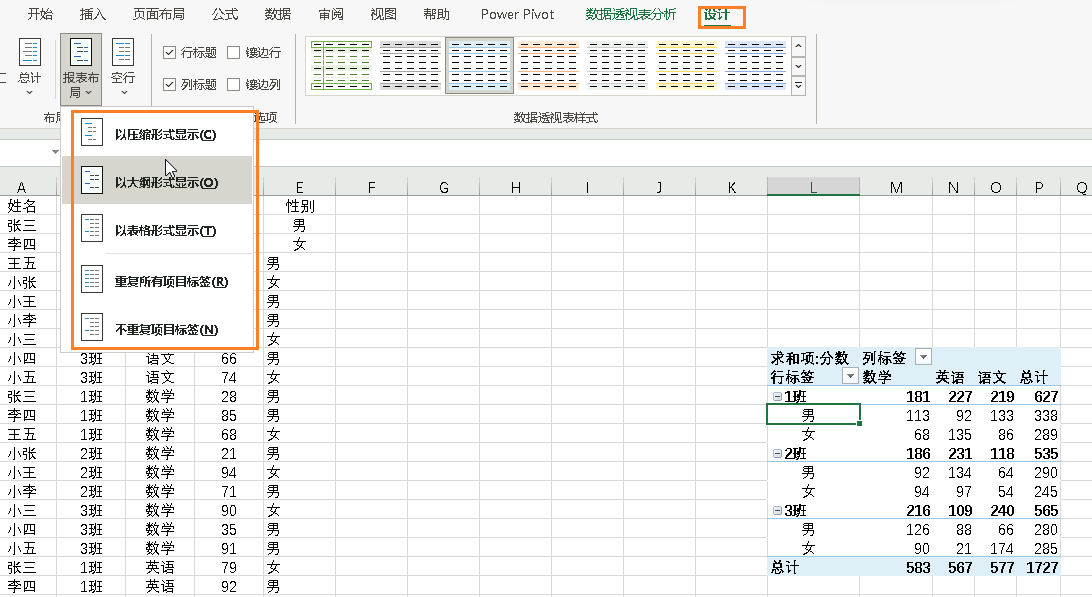 开始 插入 页面布局 公式 数据 审阅 视图 帮助 Power Pivot 数据透视表分析 设计
总计 报表布局 空行
行标题 镶边行
列标题 镶边列
布局 选项 数据透视表样式
以压缩形式显示(C)
以大纲形式显示(O)
以表格形式显示(T)
重复所有项目标签(R)
不重复项目标签(N)
A E F G H I J K L M N O P Q
姓名 性别
张三 男
李四 女
王五 男
小张 女
小王 男
小李 男
小三 女
小四 3班 语文 66 男
小五 3班 语文 74 女
张三 1班 数学 28 男
李四 1班 数学 85 男
王五 1班 数学 68 女
小张 2班 数学 21 男
小王 2班 数学 94 女
小李 2班 数学 71 男
小三 3班 数学 90 女
小四 3班 数学 35 男
小五 3班 数学 91 男
张三 1班 英语 79 女
李四 1班 英语 92 男
求和项:分数 列标签
行标签 数学 英语 语文 总计
1班 181 227 219 627
男 113 92 133 338
女 68 135 86 289
2班 186 231 118 535
男 92 134 64 290
女 94 97 54 245
3班 216 109 240 565
男 126 88 66 280
女 90 21 174 285
总计 583 567 577 1727